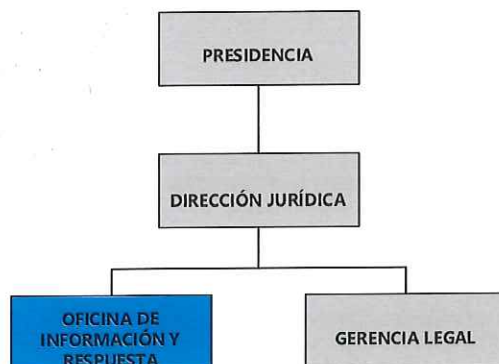 PRESIDENCIA
DIRECCIÓN JURÍDICA
OFICINA DE
INFORMACIÓN Y
RESPUESTA
GERENCIA LEGAL